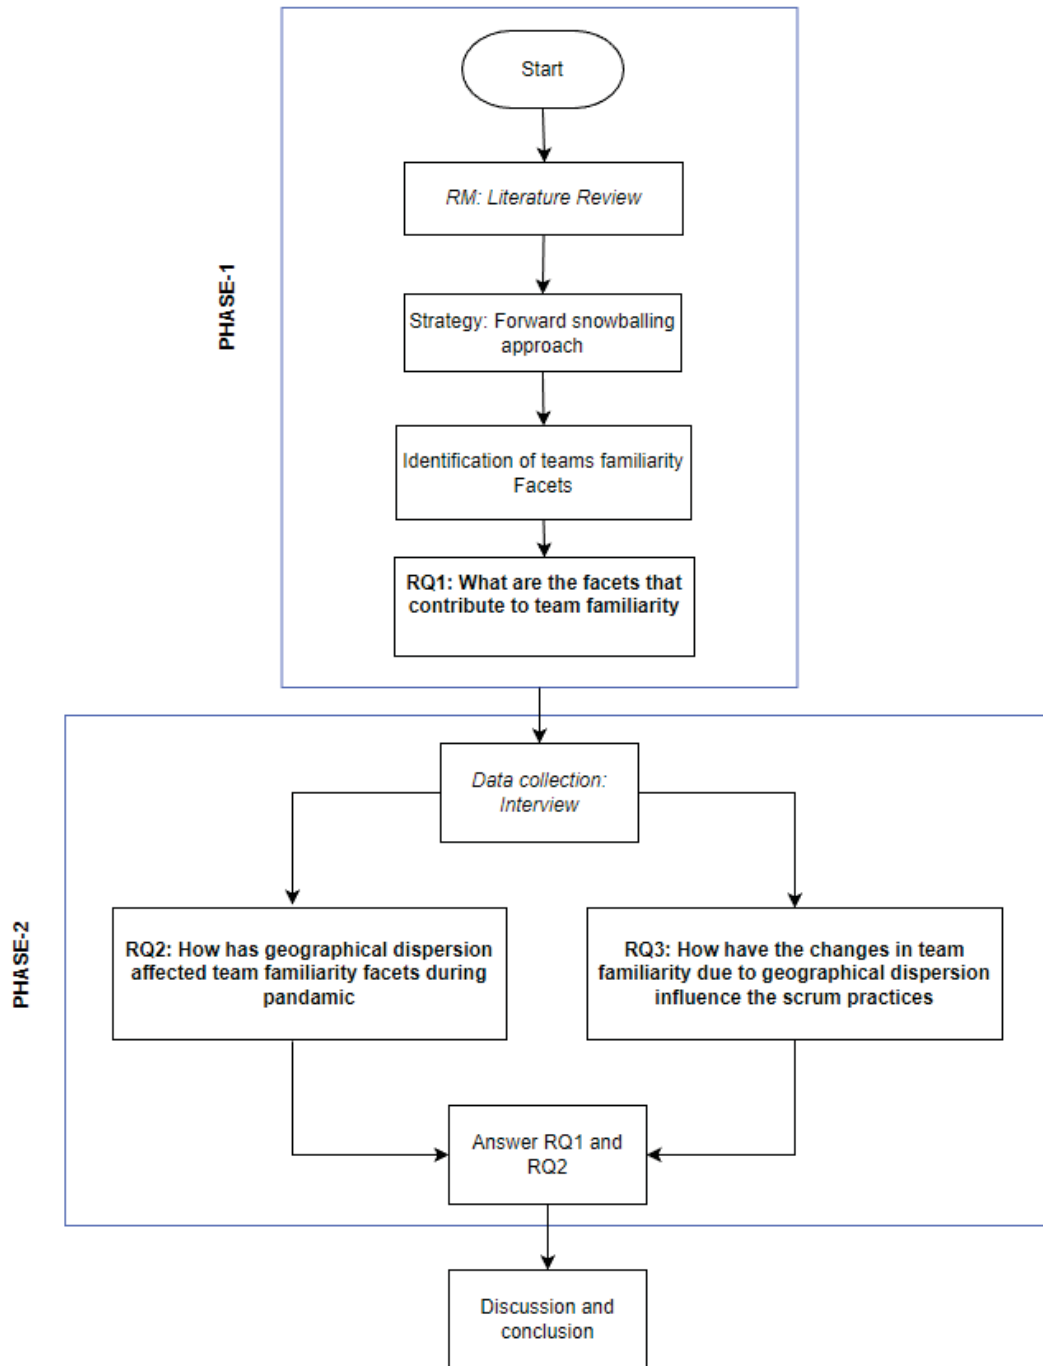 Start
RM: Literature Review
Strategy: Forward snowballing
approach
Identification of teams familiarity
Facets
RQ1: What are the facets that
contribute to team familiarity
PHASE-1
Data collection:
Interview
RQ2: How has geographical dispersion
affected team familiarity facets during
pandamic
RQ3: How have the changes in team
familiarity due to geographical dispersion
influence the scrum practices
Answer RQ1 and
RQ2
PHASE-2
Discussion and
conclusion